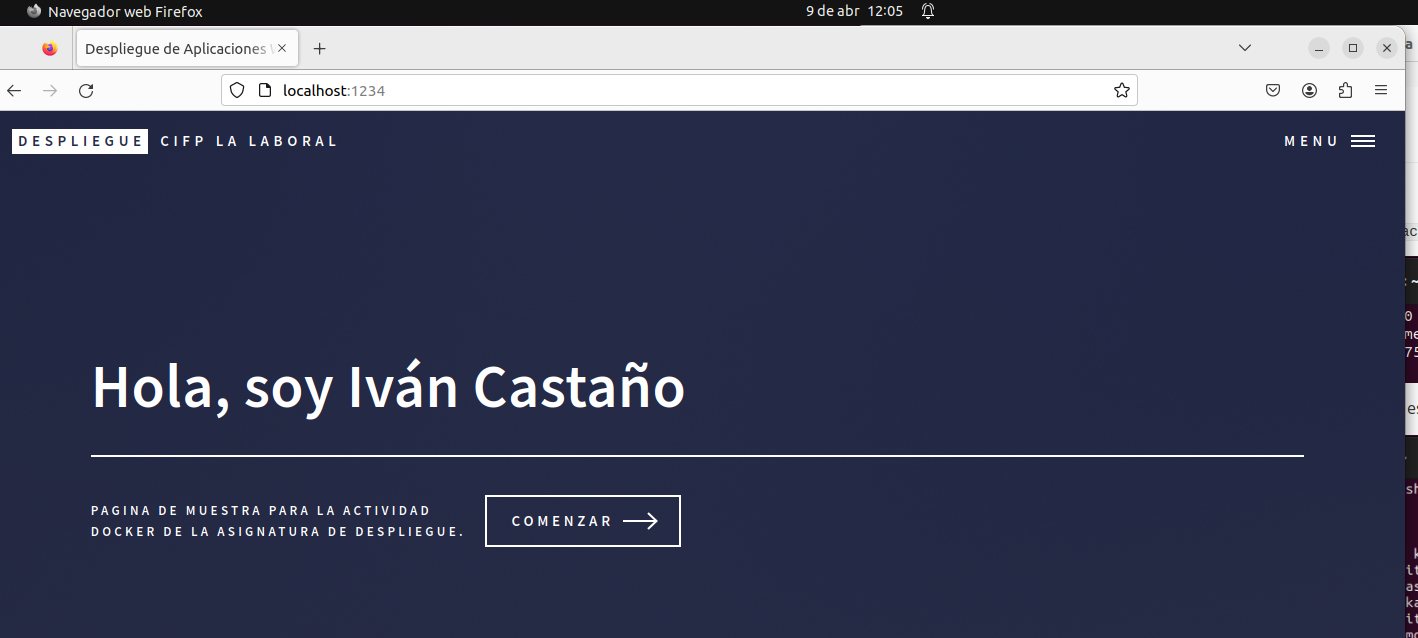 Navegador web Firefox
9 de abr 12:05
Despliegue de Aplicaciones
localhost:1234
DESPLIEGUE CIFP LA LABORAL
MENU
Hola, soy Iván Castaño
PAGINA DE MUESTRA PARA LA ACTIVIDAD
DOCKER DE LA ASIGNATURA DE DESPLIEGUE.
COMENZAR